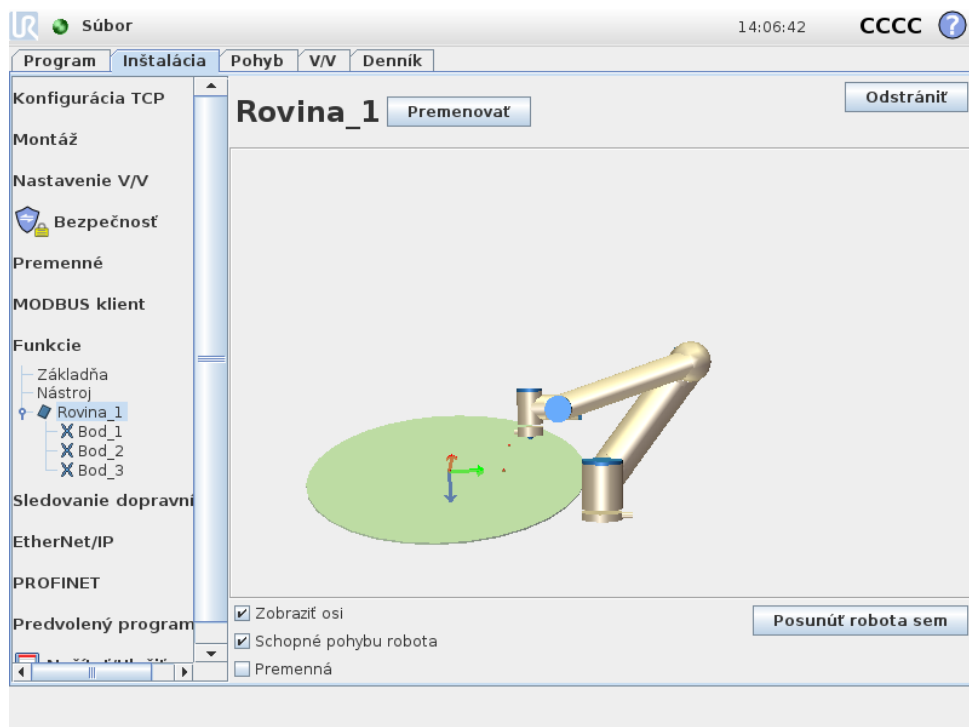 UR Súbor 14:06:42 CCCC ?
Program Inštalácia Pohyb V/V Denník
Konfigurácia TCP
Montáž
Nastavenie V/V
Bezpečnosť
Premenné
MODBUS klient
Funkcie
Základňa
Nástroj
Rovina_1
Bod_1
Bod_2
Bod_3
Sledovanie dopravní
EtherNet/IP
PROFINET
Predvolený program
Rovina_1 Premenovať Odstrániť
Zobraziť osi
Schopné pohybu robota
Premenná
Posunúť robota sem